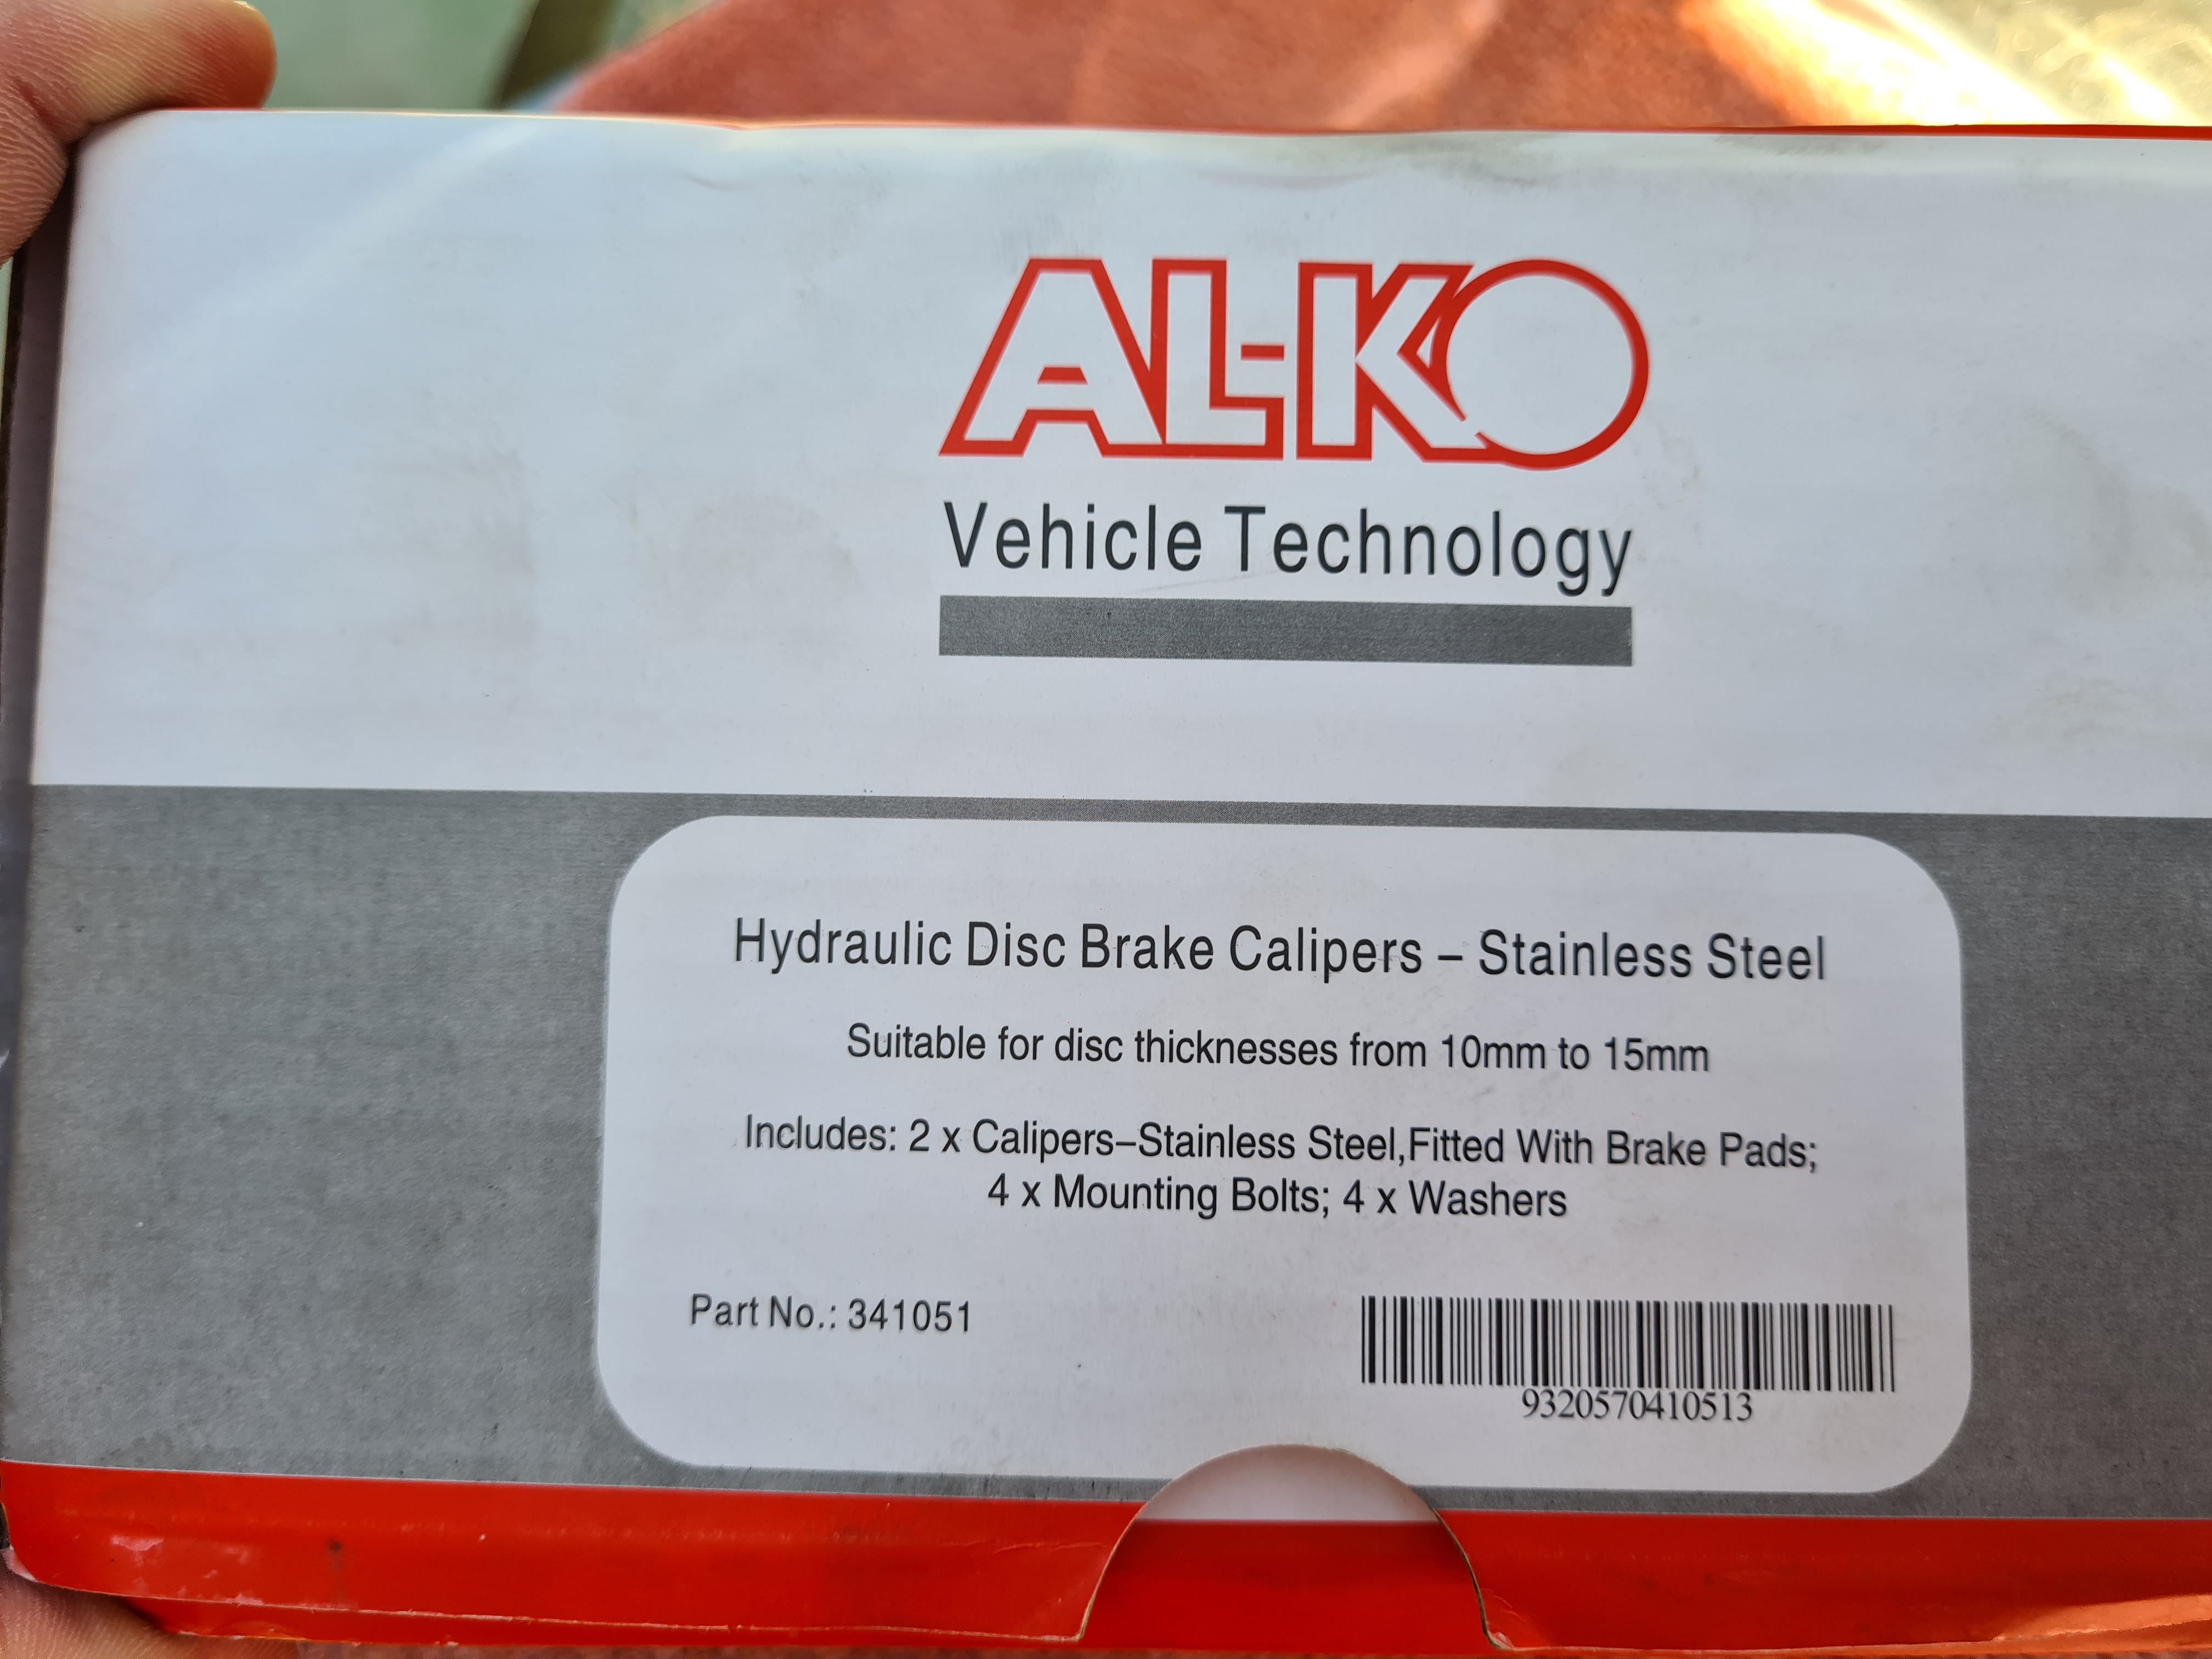 AL-KO
Vehicle Technology
Hydraulic Disc Brake Calipers – Stainless Steel
Suitable for disc thicknesses from 10mm to 15mm
Includes: 2 x Calipers–Stainless Steel,Fitted With Brake Pads;
4 x Mounting Bolts; 4 x Washers
Part No.: 341051
9320570410513